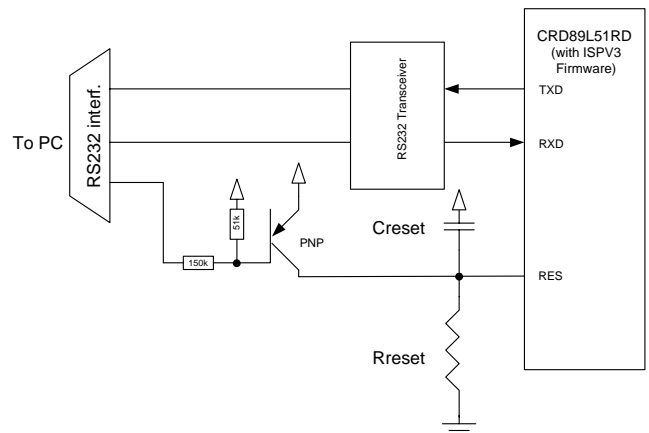 CRD89L51RD
(with ISPV3
Firmware)
TXD
RXD
RES
RS232 Transceiver
To PC
RS232 interf.
51k
150k
PNP
Creset
Rreset